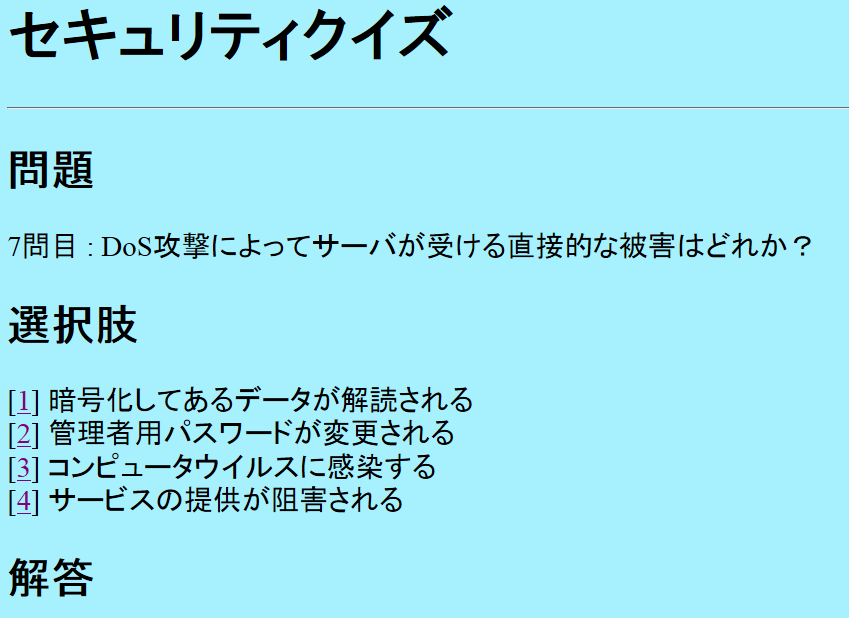 セキュリティクイズ
問題
7問目 : DoS攻撃によってサーバが受ける直接的な被害はどれか？
選択肢
[1] 暗号化してあるデータが解読される
[2] 管理者用パスワードが変更される
[3] コンピュータウイルスに感染する
[4] サービスの提供が阻害される
解答